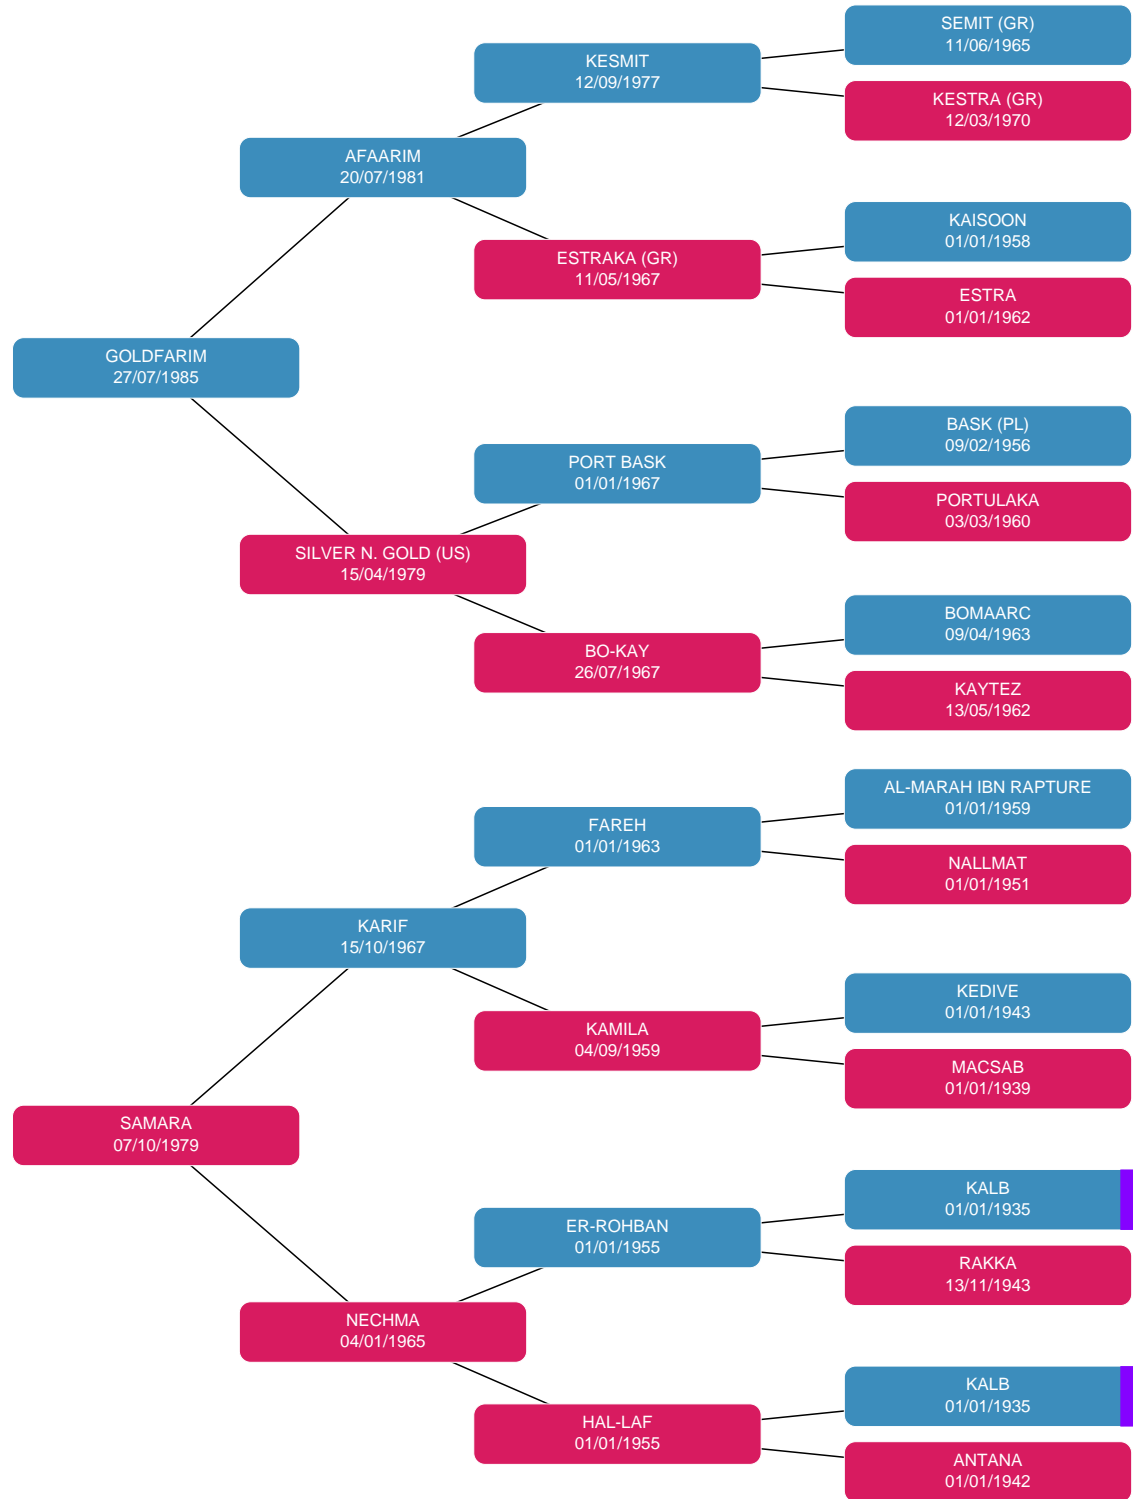 SEMIT (GR)
11/06/1965
KESMIT
12/09/1977
KESTRA (GR)
12/03/1970
AFAARIM
20/07/1981
KAISOON
01/01/1958
ESTRAKA (GR)
11/05/1967
ESTRA
01/01/1962
GOLDFARIM
27/07/1985
BASK (PL)
09/02/1956
PORT BASK
01/01/1967
PORTULAKA
03/03/1960
SILVER N. GOLD (US)
15/04/1979
BOMAARC
09/04/1963
BO-KAY
26/07/1967
KAYTEZ
13/05/1962
AL-MARAH IBN RAPTURE
01/01/1959
FAREH
01/01/1963
NALLMAT
01/01/1951
KARIF
15/10/1967
KEDIVE
01/01/1943
KAMILA
04/09/1959
MACSAB
01/01/1939
SAMARA
07/10/1979
KALB
01/01/1935
ER-ROHBAN
01/01/1955
RAKKA
13/11/1943
NECHMA
04/01/1965
KALB
01/01/1935
HAL-LAF
01/01/1955
ANTANA
01/01/1942